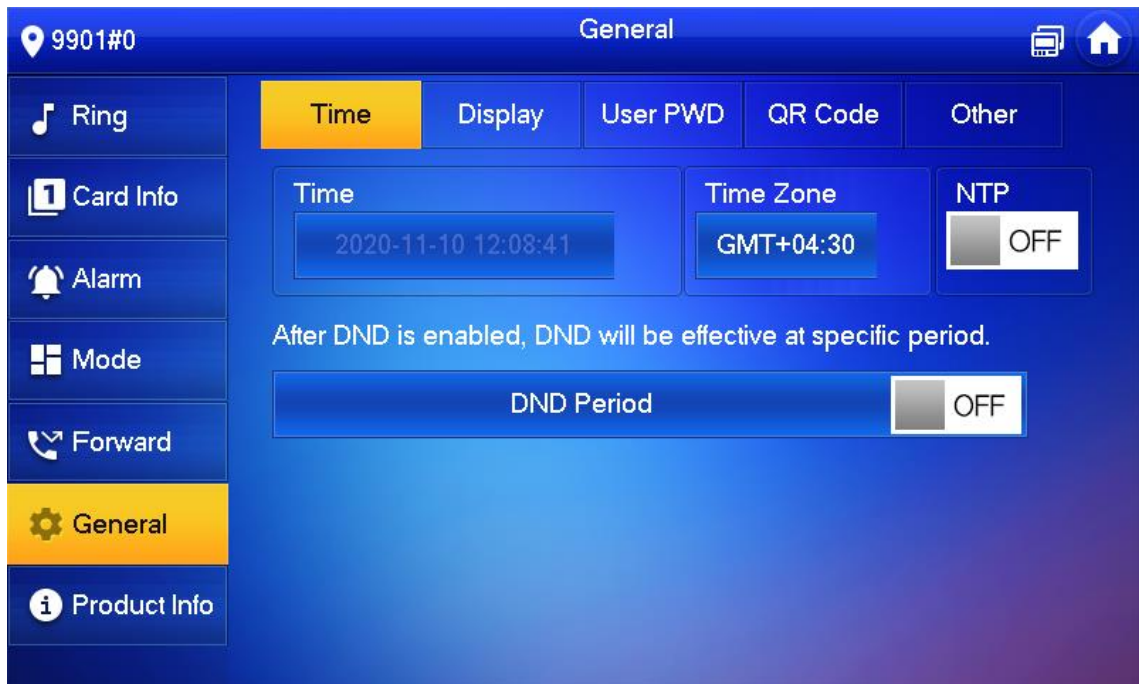 9901#0
General
Ring
Card Info
Alarm
Mode
Forward
General
Product Info
Time
Display
User PWD
QR Code
Other
Time
Time Zone
NTP
2020-11-10 12:08:41
GMT+04:30
OFF
After DND is enabled, DND will be effective at specific period.
DND Period
OFF